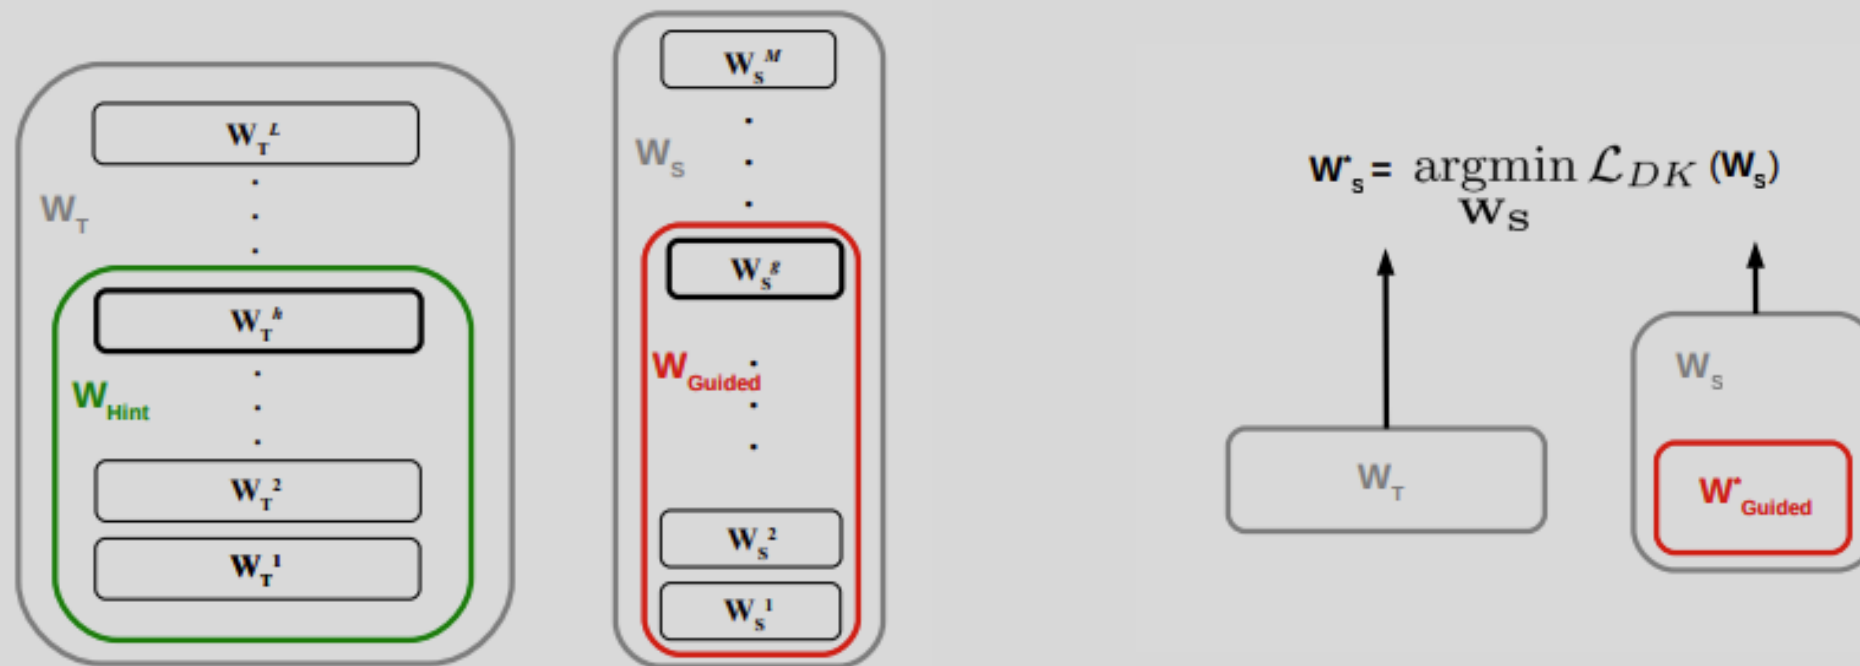 W_T^L
W_T
W_T^h
W_Hint
W_T^2
W_T^1
W_S^M
W_S
W_S^g
W_Guided
W_S^2
W_S^1
W*_S = argmin L_DK (W_S)
W_S
W_T
W_S
W*_Guided